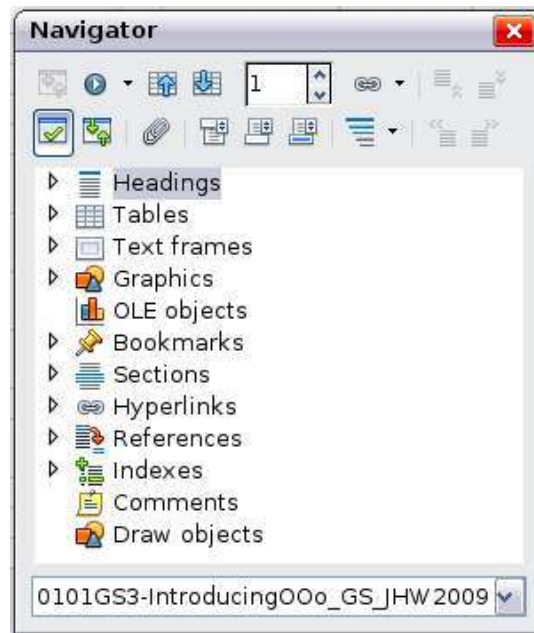 Navigator
1
Headings
Tables
Text frames
Graphics
OLE objects
Bookmarks
Sections
Hyperlinks
References
Indexes
Comments
Draw objects
0101GS3-IntroducingOOo_GS_JHW2009